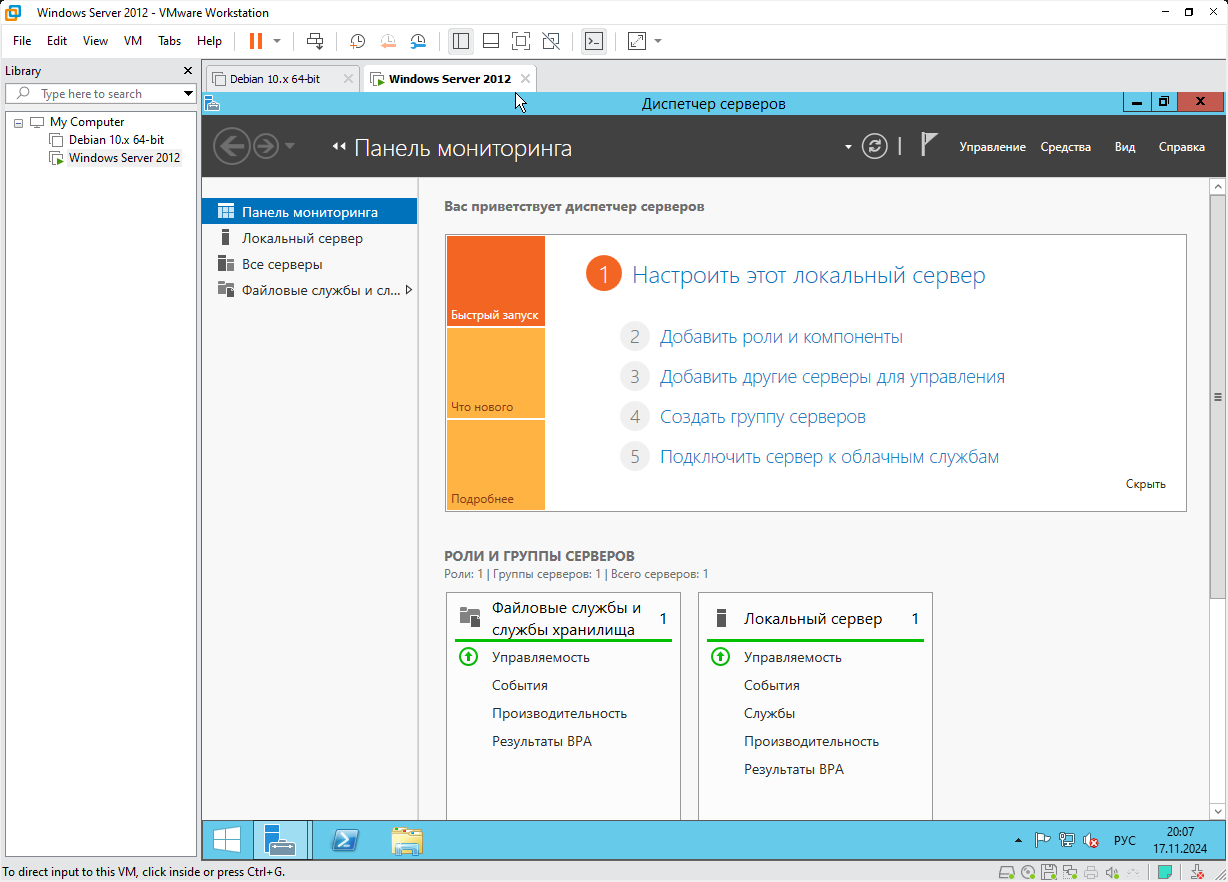 Windows Server 2012 - VMware Workstation
File Edit View VM Tabs Help
Library
Type here to search
My Computer
Debian 10.x 64-bit
Windows Server 2012
Debian 10.x 64-bit
Windows Server 2012
Диспетчер серверов
Панель мониторинга
Управление Средства Вид Справка
Панель мониторинга
Локальный сервер
Все серверы
Файловые службы и сл...
Вас приветствует диспетчер серверов
Быстрый запуск
Что нового
Подробнее
1 Настроить этот локальный сервер
2 Добавить роли и компоненты
3 Добавить другие серверы для управления
4 Создать группу серверов
5 Подключить сервер к облачным службам
Скрыть
РОЛИ И ГРУППЫ СЕРВЕРОВ
Роли: 1 | Группы серверов: 1 | Всего серверов: 1
Файловые службы и
службы хранилища 1
Управляемость
События
Производительность
Результаты BPA
Локальный сервер 1
Управляемость
События
Службы
Производительность
Результаты BPA
РУС
20:07
17.11.2024
To direct input to this VM, click inside or press Ctrl+G.